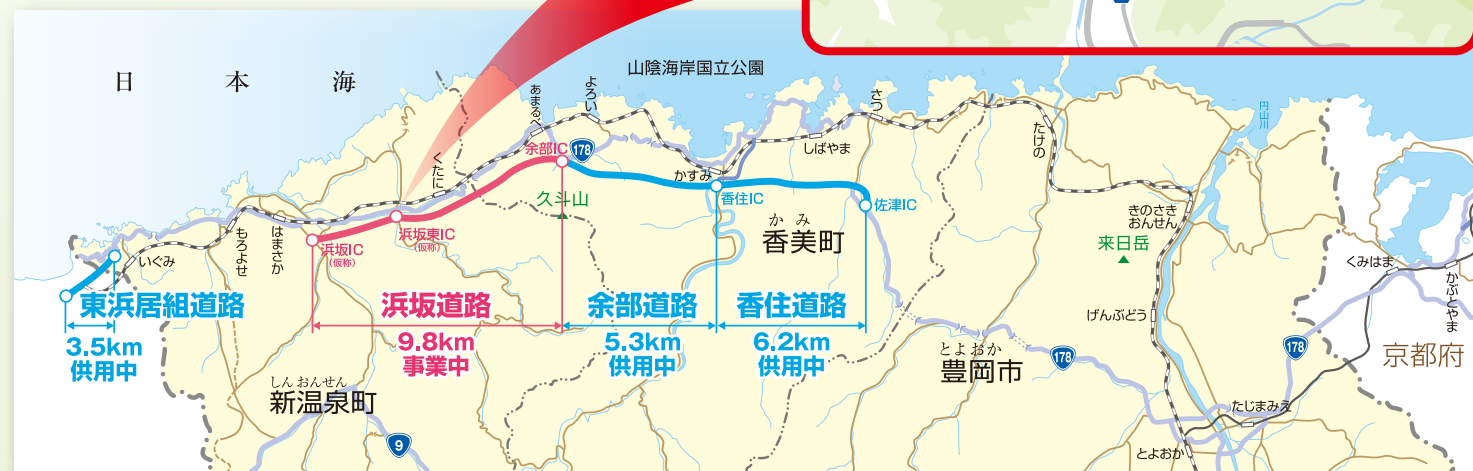 日本海
山陰海岸国立公園
あまるべ
よろい
さつ
たけの
円山川
しばやま
余部IC
178
くたに
かすみ
久斗山
香住IC
佐津IC
かみ
香美町
きのさき
おんせん
来日岳
もろよせ
はまさか
浜坂IC
(仮称)
浜坂東IC
(仮称)
いぐみ
くみはま
かぶとやま
東浜居組道路
3.5km
供用中
浜坂道路
9.8km
事業中
余部道路
5.3km
供用中
香住道路
6.2km
供用中
げんぶどう
とよおか
豊岡市
178
178
京都府
しんおんせん
新温泉町
9
たじまみえ
とよおか